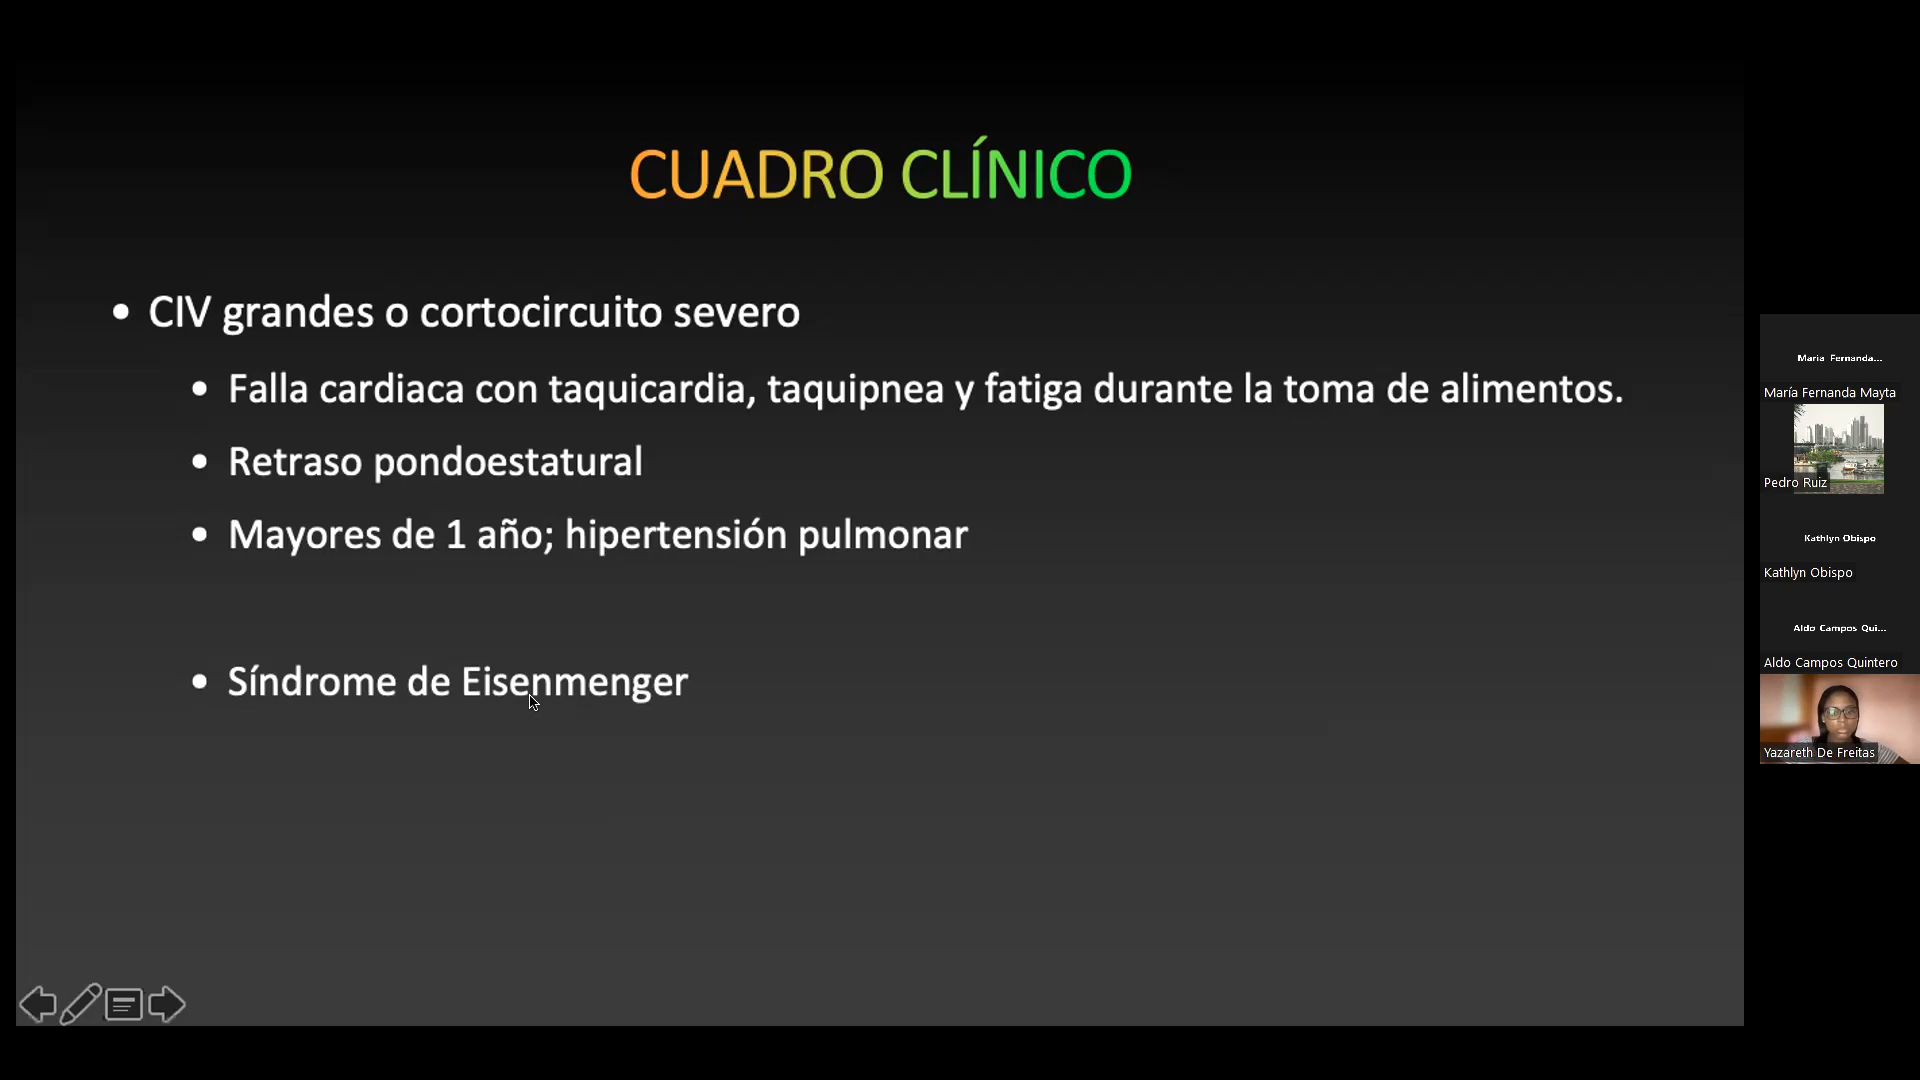 CUADRO CLÍNICO
• CIV grandes o cortocircuito severo
• Falla cardiaca con taquicardia, taquipnea y fatiga durante la toma de alimentos.
• Retraso pondoestatural
• Mayores de 1 año; hipertensión pulmonar
• Síndrome de Eisenmenger
Maria Fernanda...
María Fernanda Mayta
Pedro Ruiz
Kathlyn Obispo
Kathlyn Obispo
Aldo Campos Qui...
Aldo Campos Quintero
Yazareth De Freitas